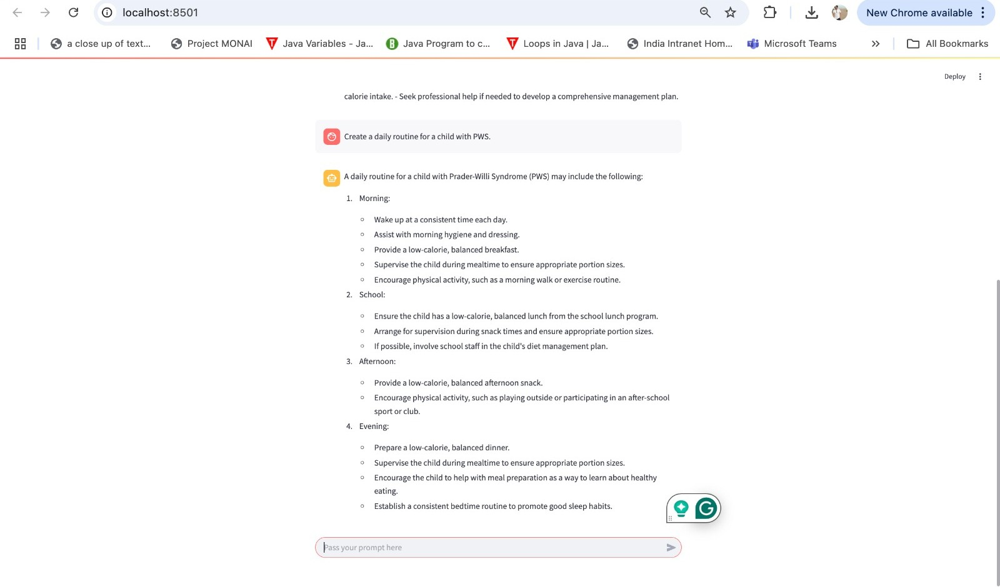 localhost:8501
New Chrome available
a close up of text...
Project MONAI
Java Variables - Ja...
Java Program to c...
Loops in Java | Ja...
India Intranet Hom...
Microsoft Teams
All Bookmarks
Deploy
calorie intake. - Seek professional help if needed to develop a comprehensive management plan.
Create a daily routine for a child with PWS.
A daily routine for a child with Prader-Willi Syndrome (PWS) may include the following:
1. Morning:
Wake up at a consistent time each day.
Assist with morning hygiene and dressing.
Provide a low-calorie, balanced breakfast.
Supervise the child during mealtime to ensure appropriate portion sizes.
Encourage physical activity, such as a morning walk or exercise routine.
2. School:
Ensure the child has a low-calorie, balanced lunch from the school lunch program.
Arrange for supervision during snack times and ensure appropriate portion sizes.
If possible, involve school staff in the child's diet management plan.
3. Afternoon:
Provide a low-calorie, balanced afternoon snack.
Encourage physical activity, such as playing outside or participating in an after-school
sport or club.
4. Evening:
Prepare a low-calorie, balanced dinner.
Supervise the child during mealtime to ensure appropriate portion sizes.
Encourage the child to help with meal preparation as a way to learn about healthy
eating.
Establish a consistent bedtime routine to promote good sleep habits.
Pass your prompt here